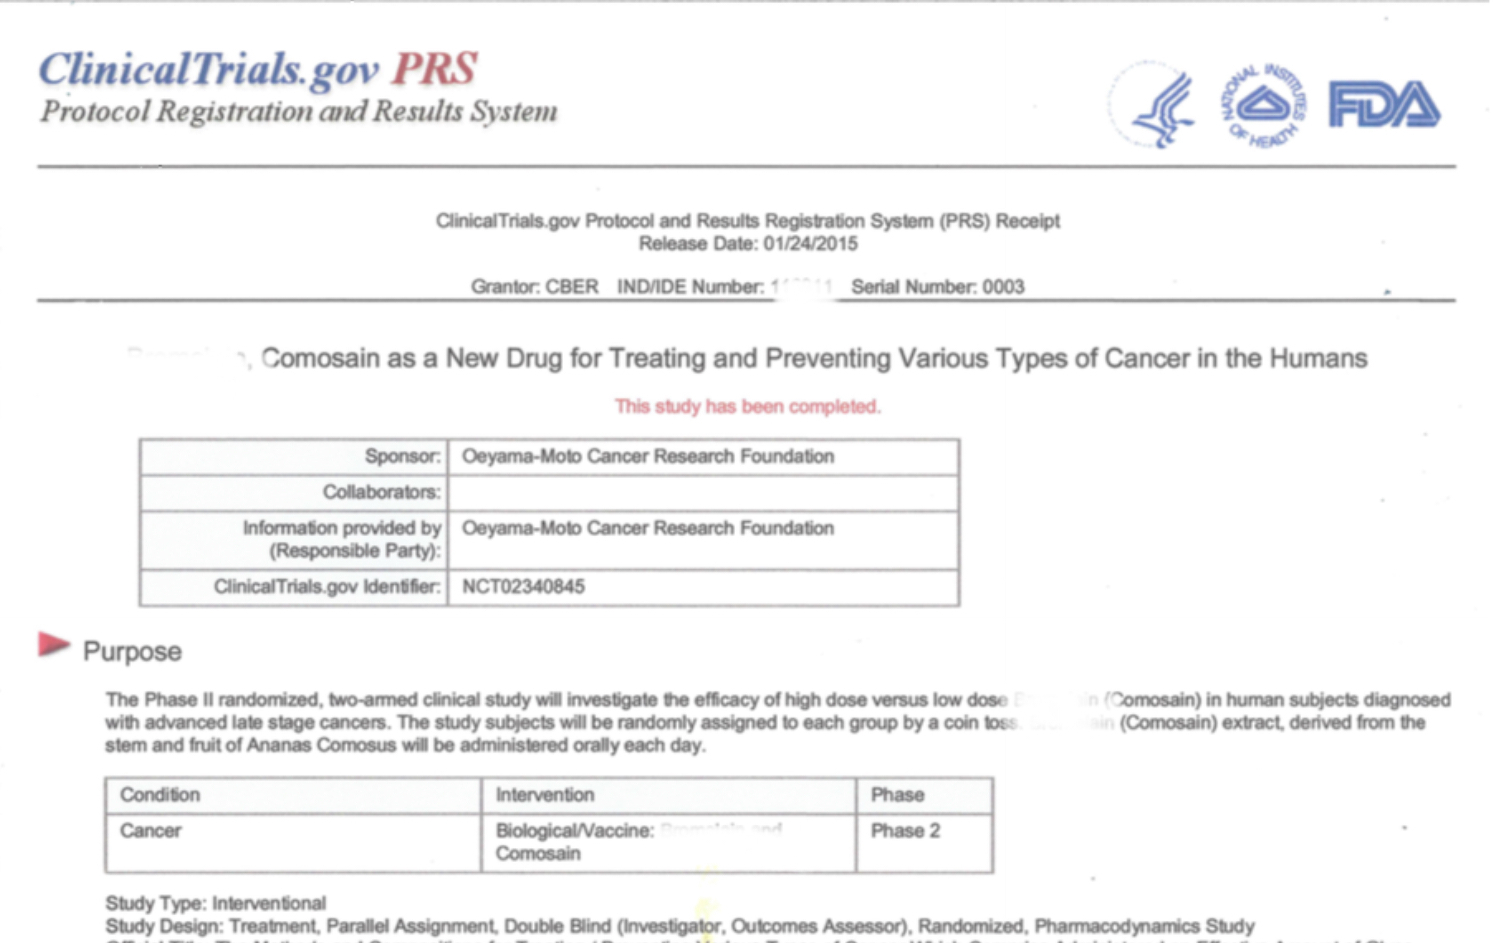 ClinicalTrials.gov PRS
Protocol Registration and Results System
NATIONAL INSTITUTES OF HEALTH
FDA
ClinicalTrials.gov Protocol and Results Registration System (PRS) Receipt
Release Date: 01/24/2015
Grantor: CBER IND/IDE Number: Serial Number: 0003
, Comosain as a New Drug for Treating and Preventing Various Types of Cancer in the Humans
This study has been completed.
Sponsor: Oeyama-Moto Cancer Research Foundation
Collaborators:
Information provided by Oeyama-Moto Cancer Research Foundation
(Responsible Party):
ClinicalTrials.gov Identifier: NCT02340845
Purpose
The Phase II randomized, two-armed clinical study will investigate the efficacy of high dose versus low dose (Comosain) in human subjects diagnosed
with advanced late stage cancers. The study subjects will be randomly assigned to each group by a coin toss. (Comosain) extract, derived from the
stem and fruit of Ananas Comosus will be administered orally each day.
Condition Intervention Phase
Cancer Biological/Vaccine: Phase 2
Comosain
Study Type: Interventional
Study Design: Treatment, Parallel Assignment, Double Blind (Investigator, Outcomes Assessor), Randomized, Pharmacodynamics Study